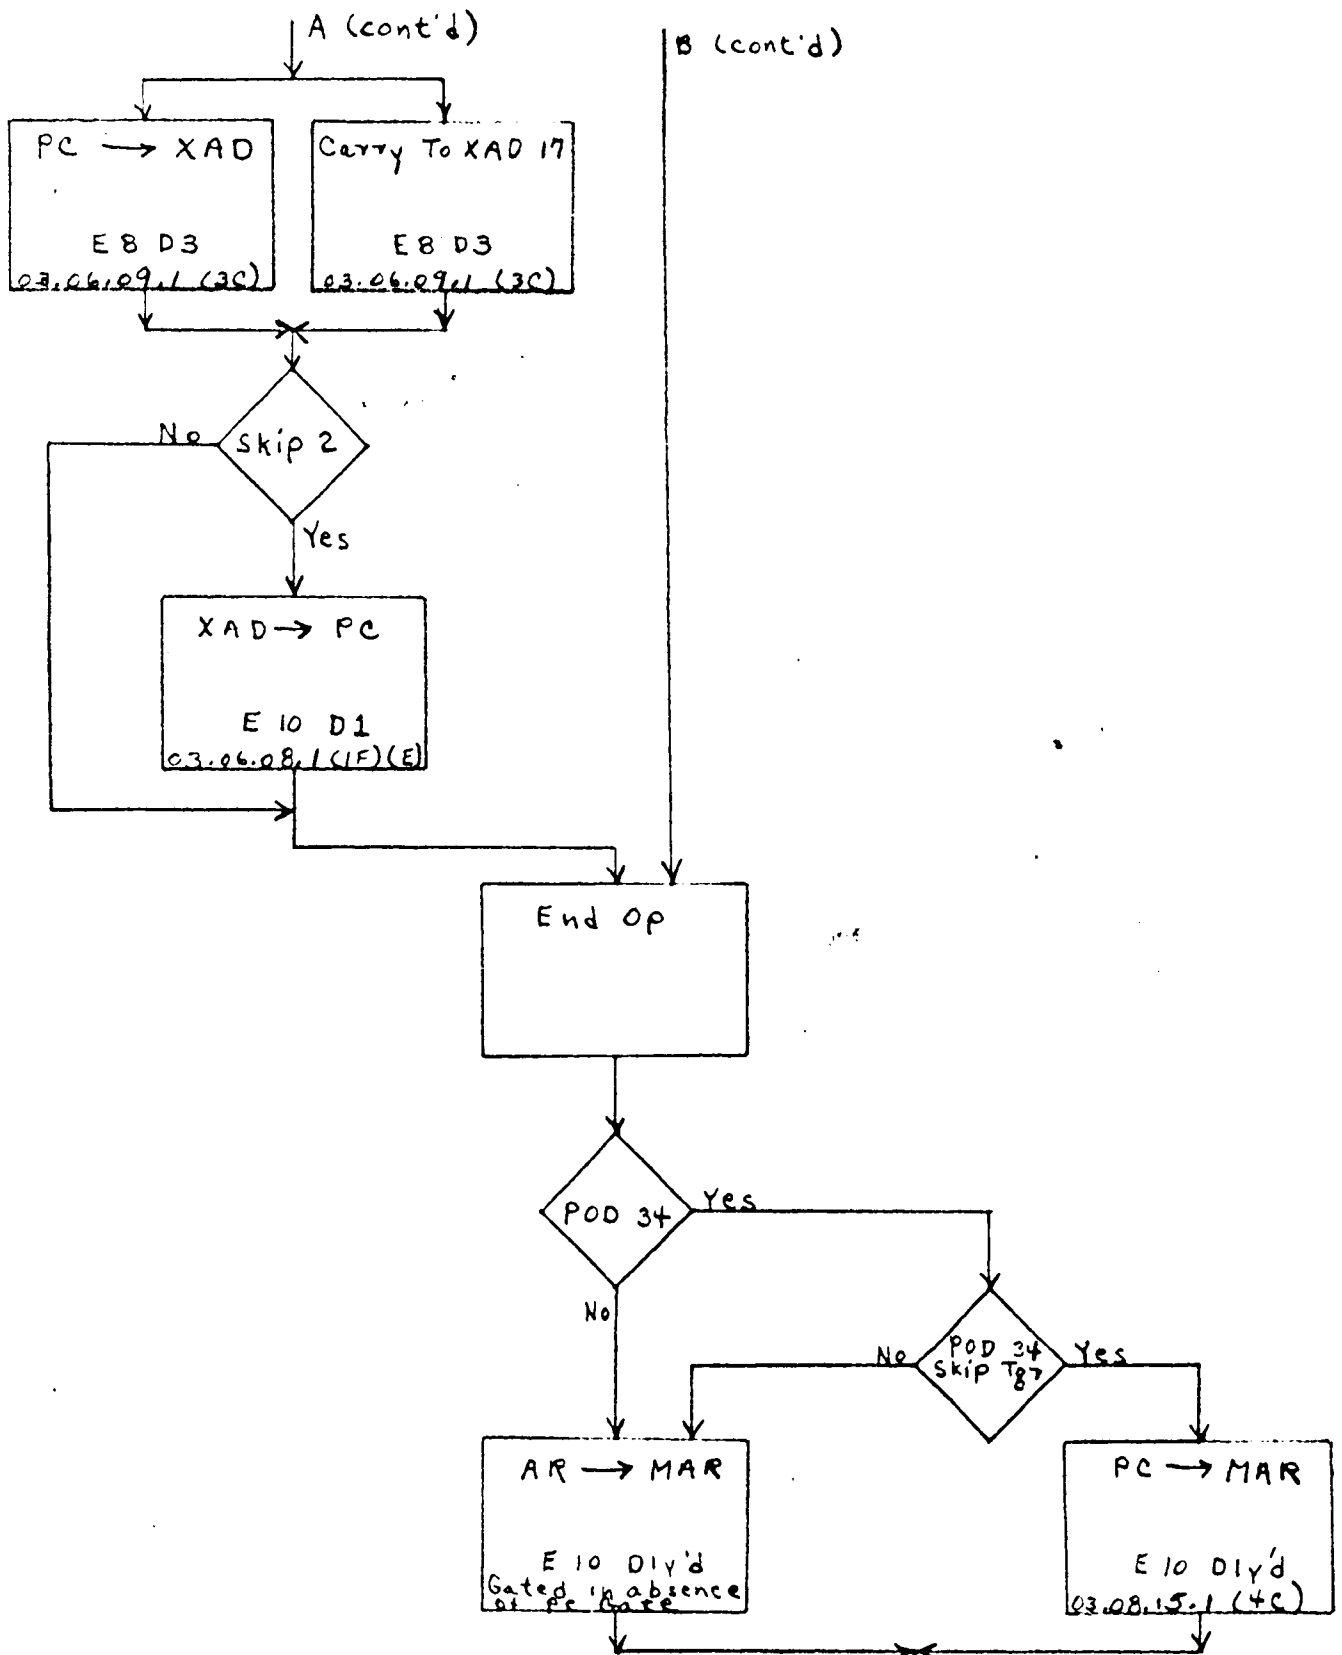 A (cont'd)
B (cont'd)
PC → XAD
E 8 D3
03.06.09.1 (3C)
Carry To XAD 17
E 8 D3
03.06.09.1 (3C)
No
Skip 2
Yes
XAD → PC
E 10 D1
03.06.08.1 (1F)(E)
End Op
POD 34
Yes
No
No
POD 34
Skip Tgr
Yes
AR → MAR
E 10 Dly'd
Gated in absence
of PC Gate
PC → MAR
E 10 Dly'd
03.08.15.1 (4C)